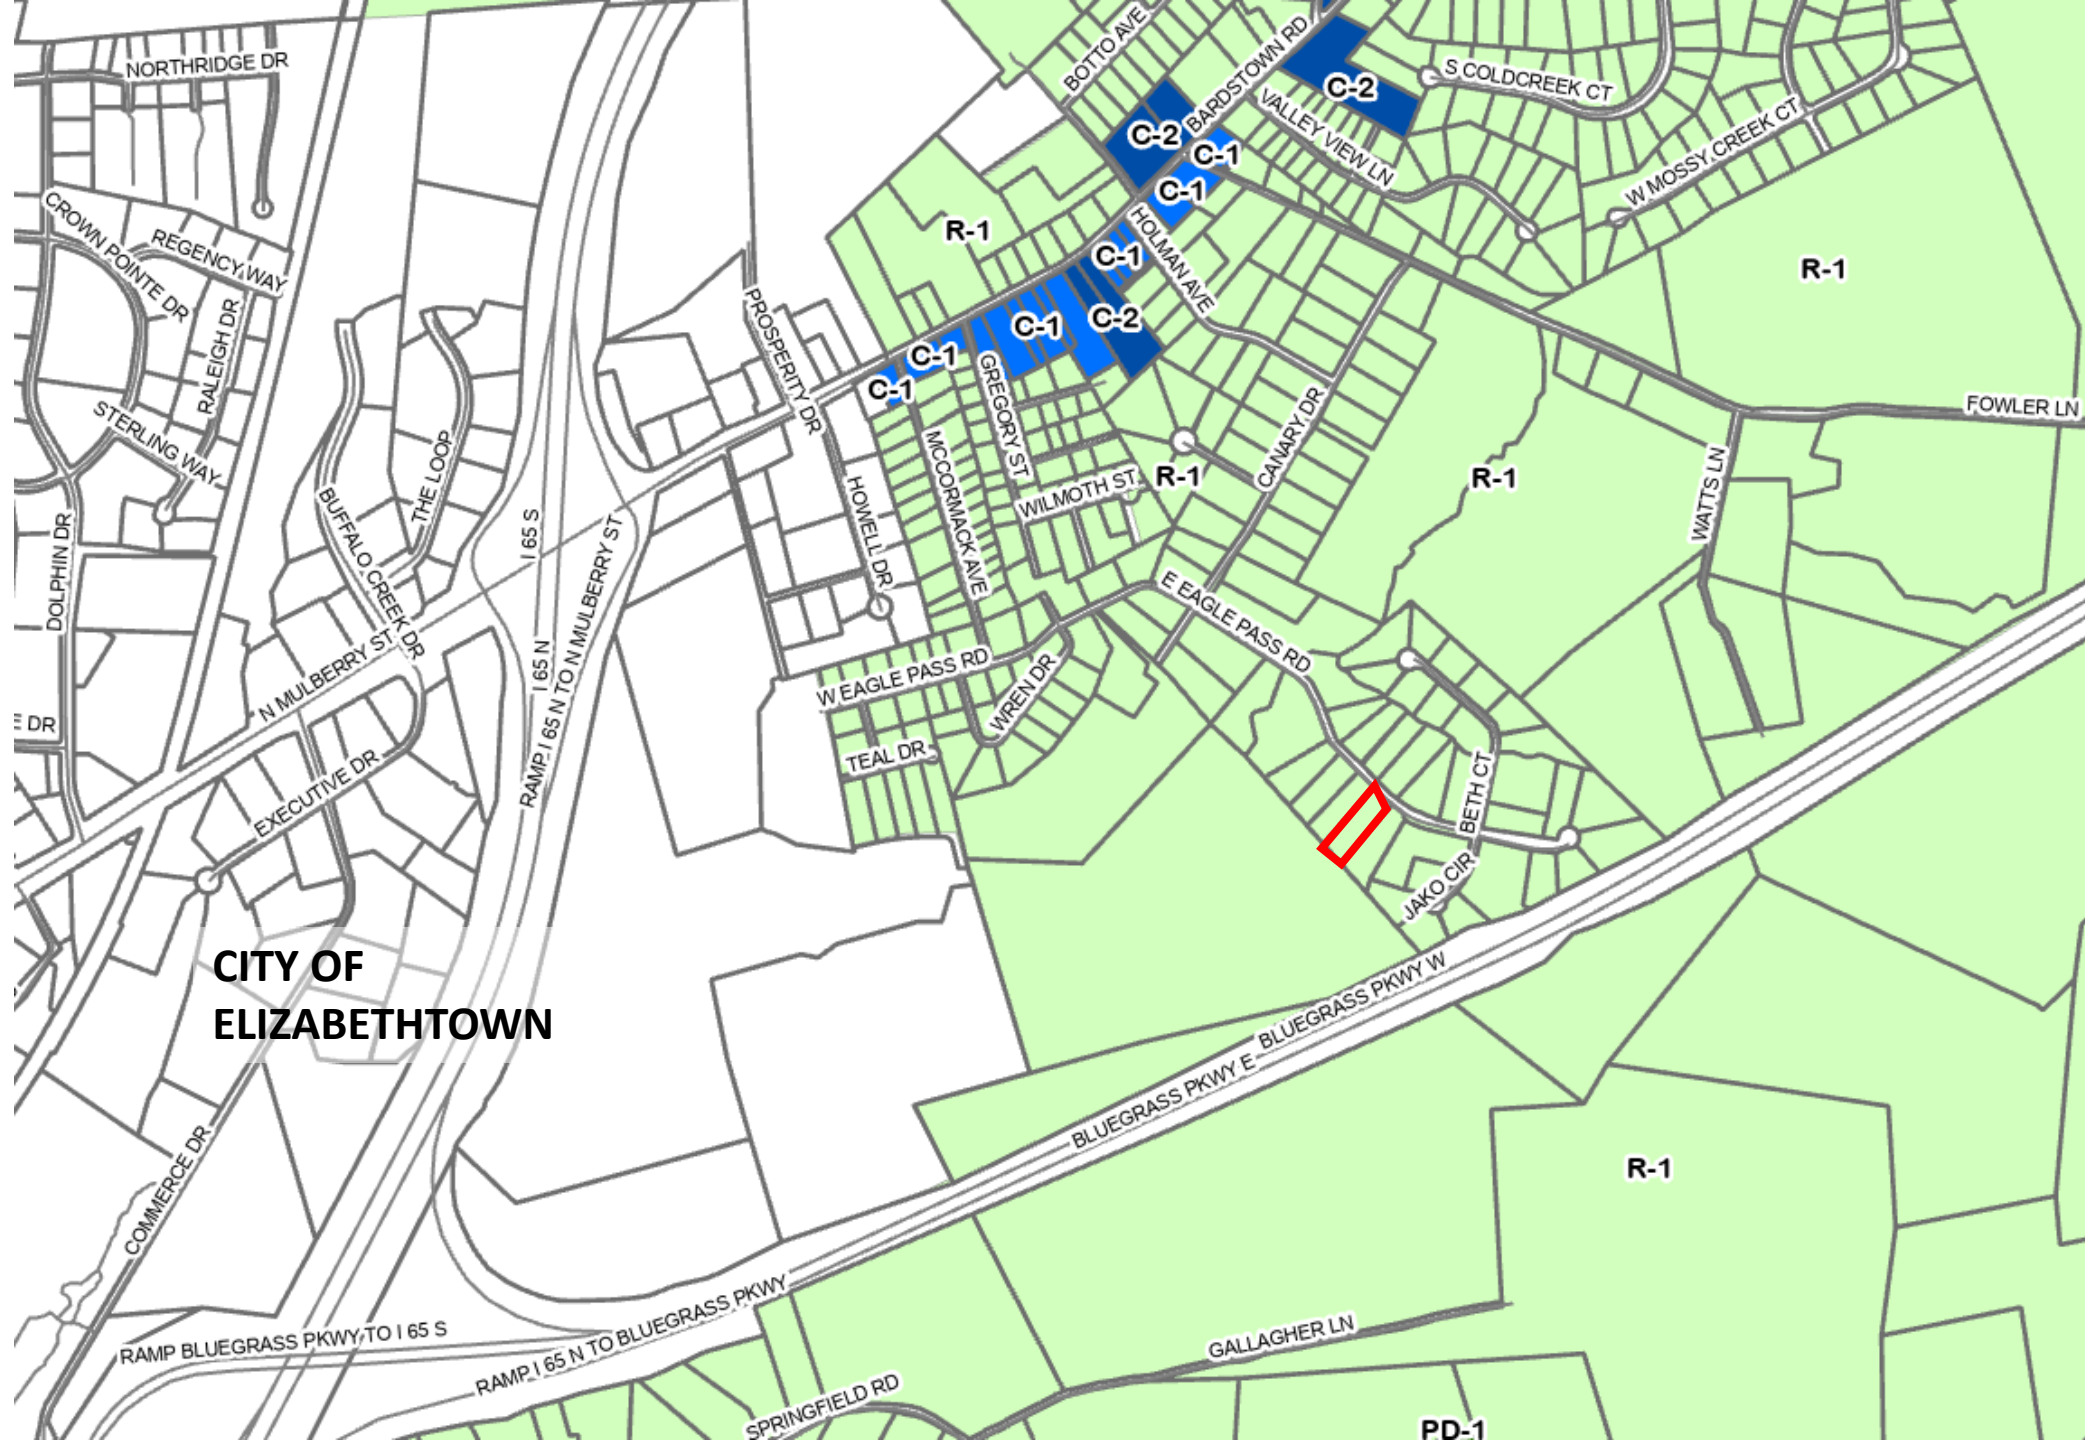 NORTHRIDGE DR
BOTTO AVE
BARDSTOWN RD
S COLDCREEK CT
C-2
VALLEY VIEW LN
W MOSSY CREEK CT
C-2
C-1
C-1
CROWN POINTE DR
REGENCY WAY
RALEIGH DR
R-1
HOLMAN AVE
C-1
R-1
PROSPERITY DR
C-1
C-2
C-1
C-1
GREGORY ST
CANARY DR
FOWLER LN
STERLING WAY
THE LOOP
BUFFALO CREEK DR
MCCORMACK AVE
HOWELL DR
WILMOTH ST
R-1
R-1
WATTS LN
I 65 S
DOLPHIN DR
RAMP I 65 N TO N MULBERRY ST
I 65 N
N MULBERRY ST
E EAGLE PASS RD
W EAGLE PASS RD
WREN DR
E DR
TEAL DR
EXECUTIVE DR
BETH CT
JAKO CIR
CITY OF
ELIZABETHTOWN
BLUEGRASS PKWY W
BLUEGRASS PKWY E
COMMERCE DR
R-1
RAMP BLUEGRASS PKWY TO I 65 S
RAMP I 65 N TO BLUEGRASS PKWY
GALLAGHER LN
SPRINGFIELD RD
PD-1